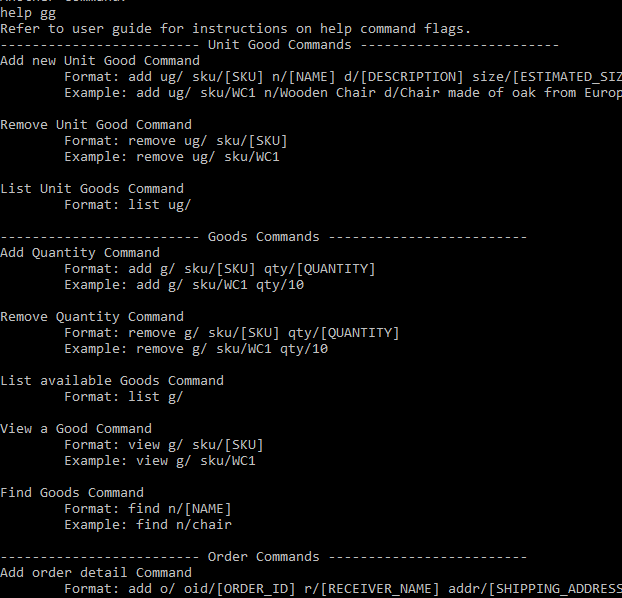 help gg
Refer to user guide for instructions on help command flags.
------------------------- Unit Good Commands -------------------------
Add new Unit Good Command
Format: add ug/ sku/[SKU] n/[NAME] d/[DESCRIPTION] size/[ESTIMATED_SIZ
Example: add ug/ sku/WC1 n/Wooden Chair d/Chair made of oak from Europ
Remove Unit Good Command
Format: remove ug/ sku/[SKU]
Example: remove ug/ sku/WC1
List Unit Goods Command
Format: list ug/
------------------------- Goods Commands -------------------------
Add Quantity Command
Format: add g/ sku/[SKU] qty/[QUANTITY]
Example: add g/ sku/WC1 qty/10
Remove Quantity Command
Format: remove g/ sku/[SKU] qty/[QUANTITY]
Example: remove g/ sku/WC1 qty/10
List available Goods Command
Format: list g/
View a Good Command
Format: view g/ sku/[SKU]
Example: view g/ sku/WC1
Find Goods Command
Format: find n/[NAME]
Example: find n/chair
------------------------- Order Commands -------------------------
Add order detail Command
Format: add o/ oid/[ORDER_ID] r/[RECEIVER_NAME] addr/[SHIPPING_ADDRESS